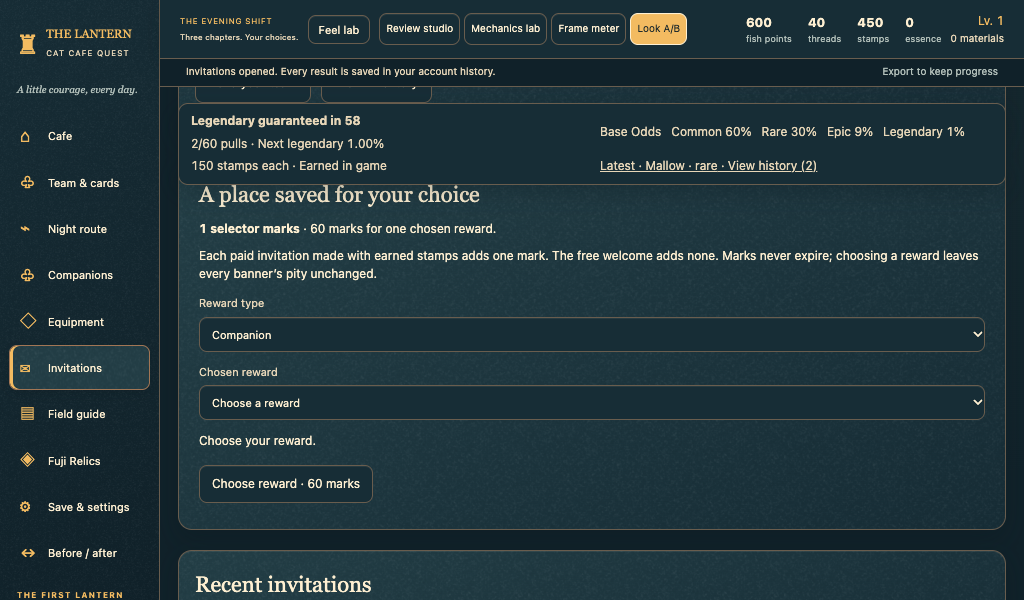 THE LANTERN
CAT CAFE QUEST
A little courage, every day.
Cafe
Team & cards
Night route
Companions
Equipment
Invitations
Field guide
Fuji Relics
Save & settings
Before / after
THE FIRST LANTERN
THE EVENING SHIFT
Three chapters. Your choices.
Feel lab
Review studio
Mechanics lab
Frame meter
Look A/B
600
fish points
40
threads
450
stamps
0
essence
Lv. 1
0 materials
Invitations opened. Every result is saved in your account history.
Export to keep progress
Legendary guaranteed in 58
2/60 pulls · Next legendary 1.00%
150 stamps each · Earned in game
Base Odds Common 60% Rare 30% Epic 9% Legendary 1%
Latest · Mallow · rare · View history (2)
A place saved for your choice
1 selector marks · 60 marks for one chosen reward.
Each paid invitation made with earned stamps adds one mark. The free welcome adds none. Marks never expire; choosing a reward leaves
every banner’s pity unchanged.
Reward type
Companion
Chosen reward
Choose a reward
Choose your reward.
Choose reward · 60 marks
Recent invitations